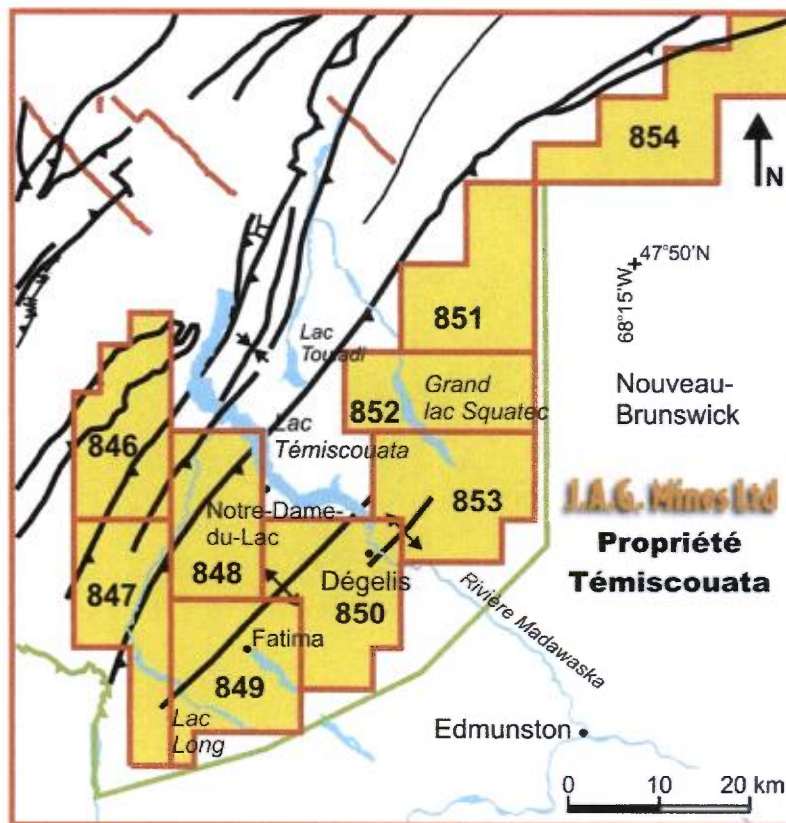 854
N
47°50'N
68°15'W
851
Lac
Touladi
Nouveau-
Brunswick
Grand
lac Squatec
852
Lac
Témiscouata
846
853
J.A.G. Mines Ltd
Propriété
Témiscouata
Notre-Dame-
du-Lac
848
847
Dégelis
850
Rivière Madawaska
Fatima
849
Lac
Long
Edmunston
0 10 20 km